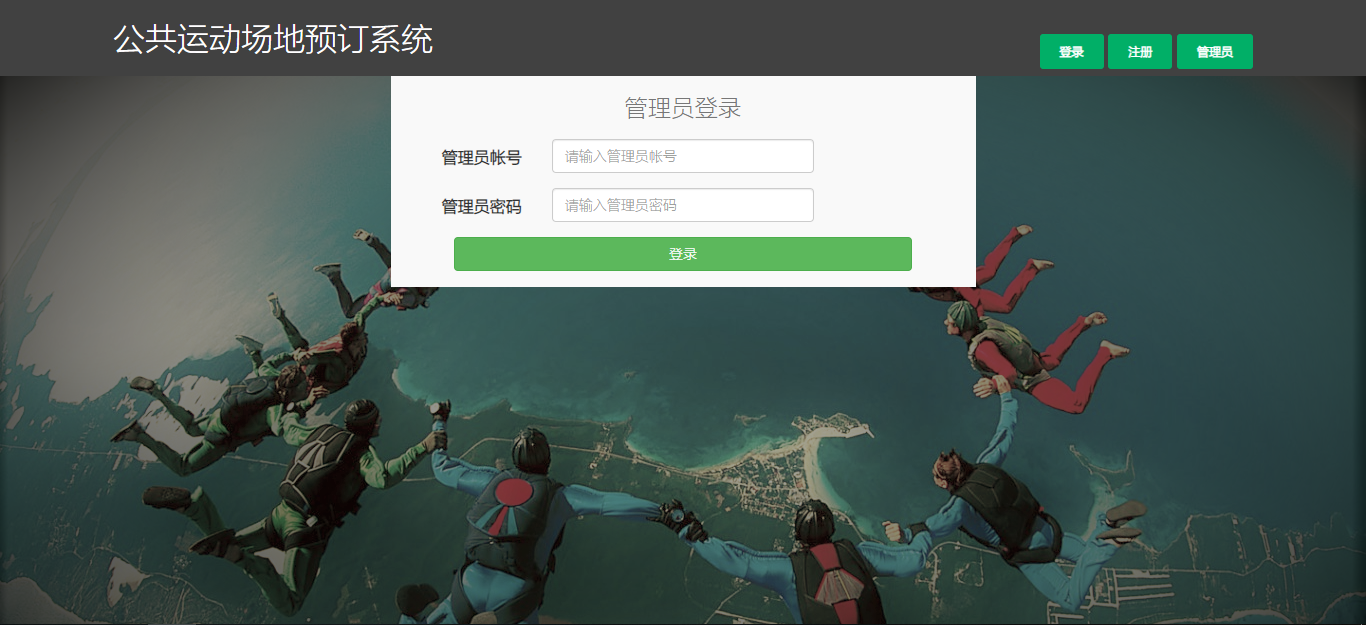 公共运动场地预订系统
登录 注册 管理员
管理员登录
管理员帐号 请输入管理员帐号
管理员密码 请输入管理员密码
登录